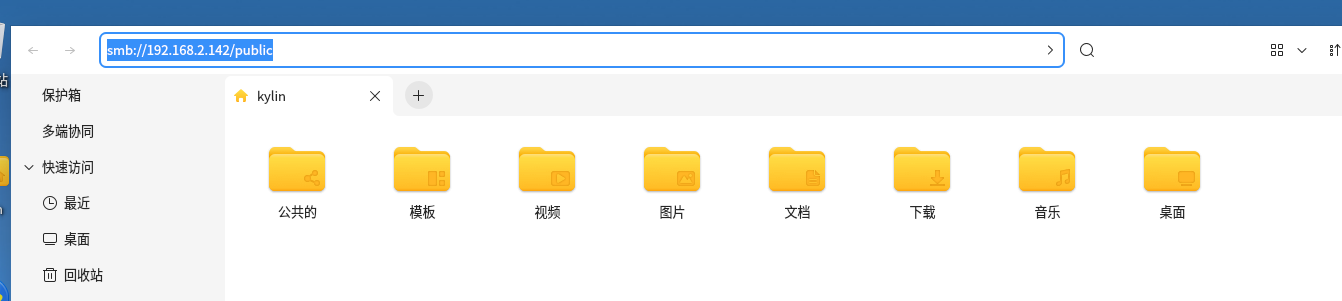 smb://192.168.2.142/public
站
保护箱
kylin
多端协同
快速访问
最近
桌面
回收站
公共的
模板
视频
图片
文档
下载
音乐
桌面